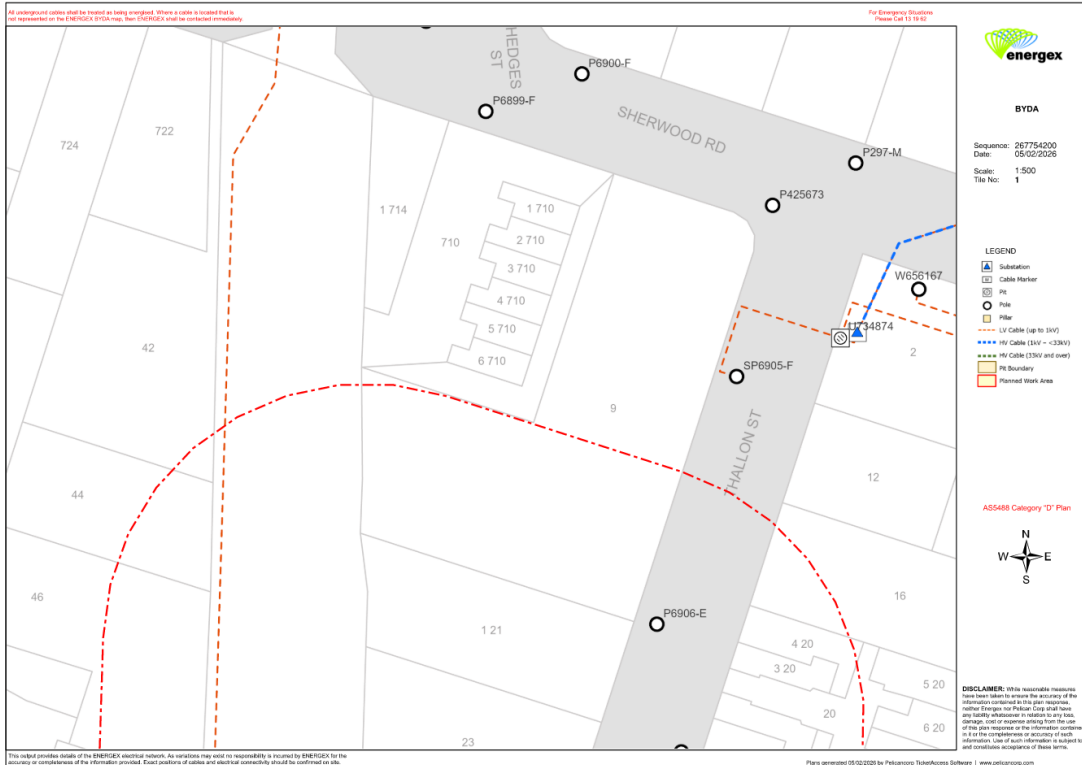 All underground cables shall be treated as being energised. Where a cable is located that is
not represented on the ENERGEX BYDA map, then ENERGEX shall be contacted immediately.
For Emergency Situations
Please Call 13 19 62
energex
BYDA
Sequence: 267754200
Date: 05/02/2026
Scale: 1:500
Tile No: 1
LEGEND
Substation
Cable Marker
Pit
Pole
Pillar
LV Cable (up to 1kV)
HV Cable (1kV - <33kV)
HV Cable (33kV and over)
Pit Boundary
Planned Work Area
AS5488 Category "D" Plan
N
W E
S
DISCLAIMER: While reasonable measures
have been taken to ensure the accuracy of the
information contained in this plan response,
neither Energex nor Pelican Corp shall have
any liability whatsoever in relation to any loss,
damage, cost or expense arising from the use
of this plan response or the information contained
in it or the completeness or accuracy of such
information. Use of such information is subject to
and constitutes acceptance of these terms.
HEDGES
ST
P6900-F
P6899-F
SHERWOOD RD
P297-M
P425673
724
722
1 714
710
1 710
2 710
3 710
4 710
5 710
6 710
W656167
U734874
2
SP6905-F
42
9
THALLON ST
12
44
46
16
P6906-E
1 21
4 20
3 20
5 20
20
6 20
23
This output provides details of the ENERGEX electrical network. As variations may exist no responsibility is incurred by ENERGEX for the
accuracy or completeness of the information provided. Exact positions of cables and electrical connectivity should be confirmed on site.
Plans generated 05/02/2026 by Pelicancorp TicketAccess Software | www.pelicancorp.com